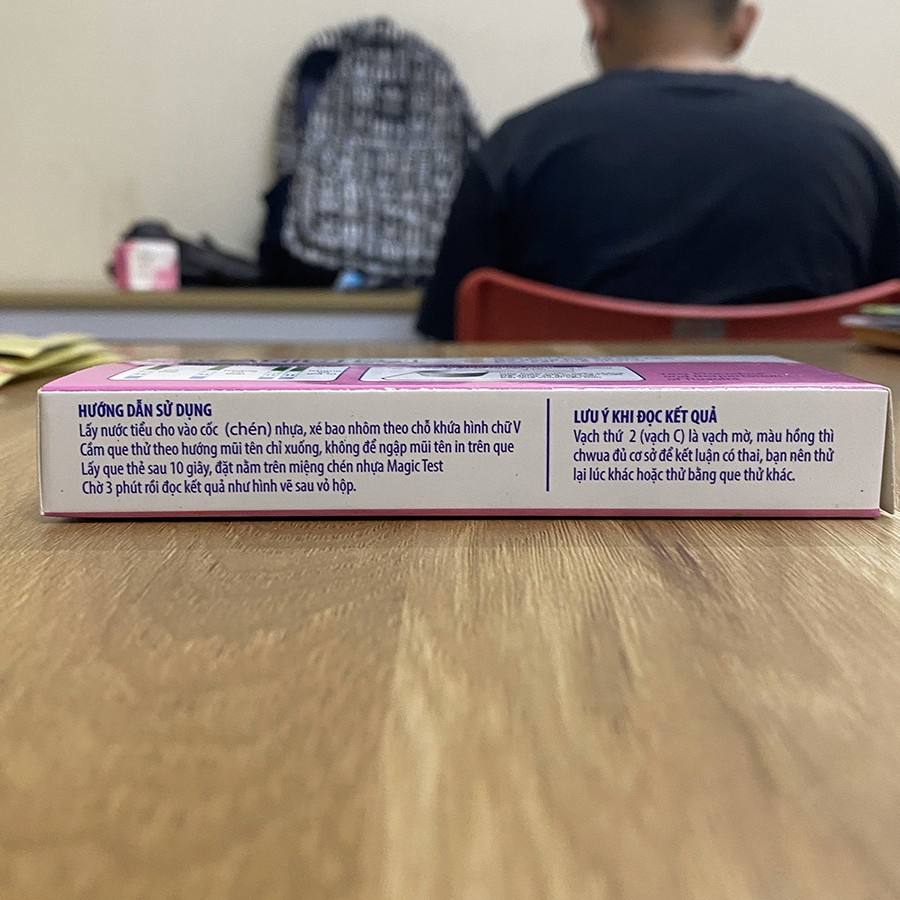 HƯỚNG DẪN SỬ DỤNG
Lấy nước tiểu cho vào cốc (chén) nhựa, xé bao nhôm theo chỗ khứa hình chữ V
Cầm que thử theo hướng mũi tên chỉ xuống, không để ngập mũi tên in trên que
Lấy que thẻ sau 10 giây, đặt nằm trên miệng chén nhựa Magic Test
Chờ 3 phút rồi đọc kết quả như hình vẽ sau vỏ hộp.
LƯU Ý KHI ĐỌC KẾT QUẢ
Vạch thứ 2 (vạch C) là vạch mờ, màu hồng thì
chwua đủ cơ sở để kết luận có thai, bạn nên thử
lại lúc khác hoặc thử bằng que thử khác.